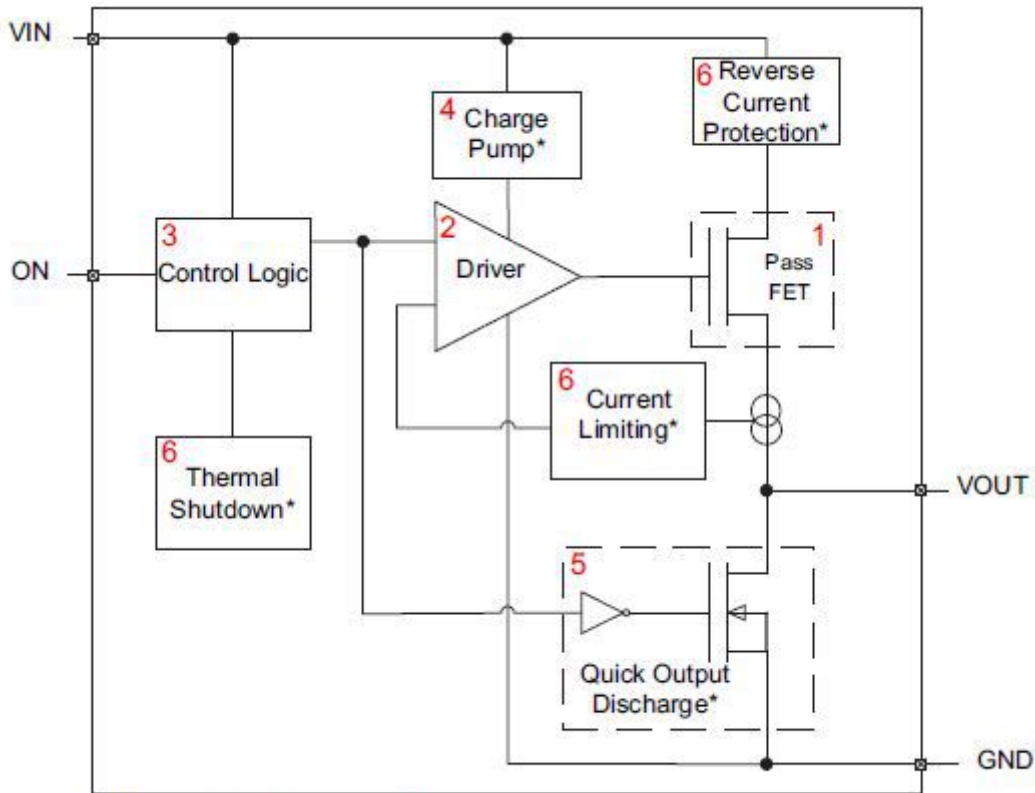 VIN
6 Reverse
Current
Protection*
4 Charge
Pump*
3
Control Logic
ON
2
Driver
1
Pass
FET
6 Current
Limiting*
6
Thermal
Shutdown*
VOUT
5
Quick Output
Discharge*
GND